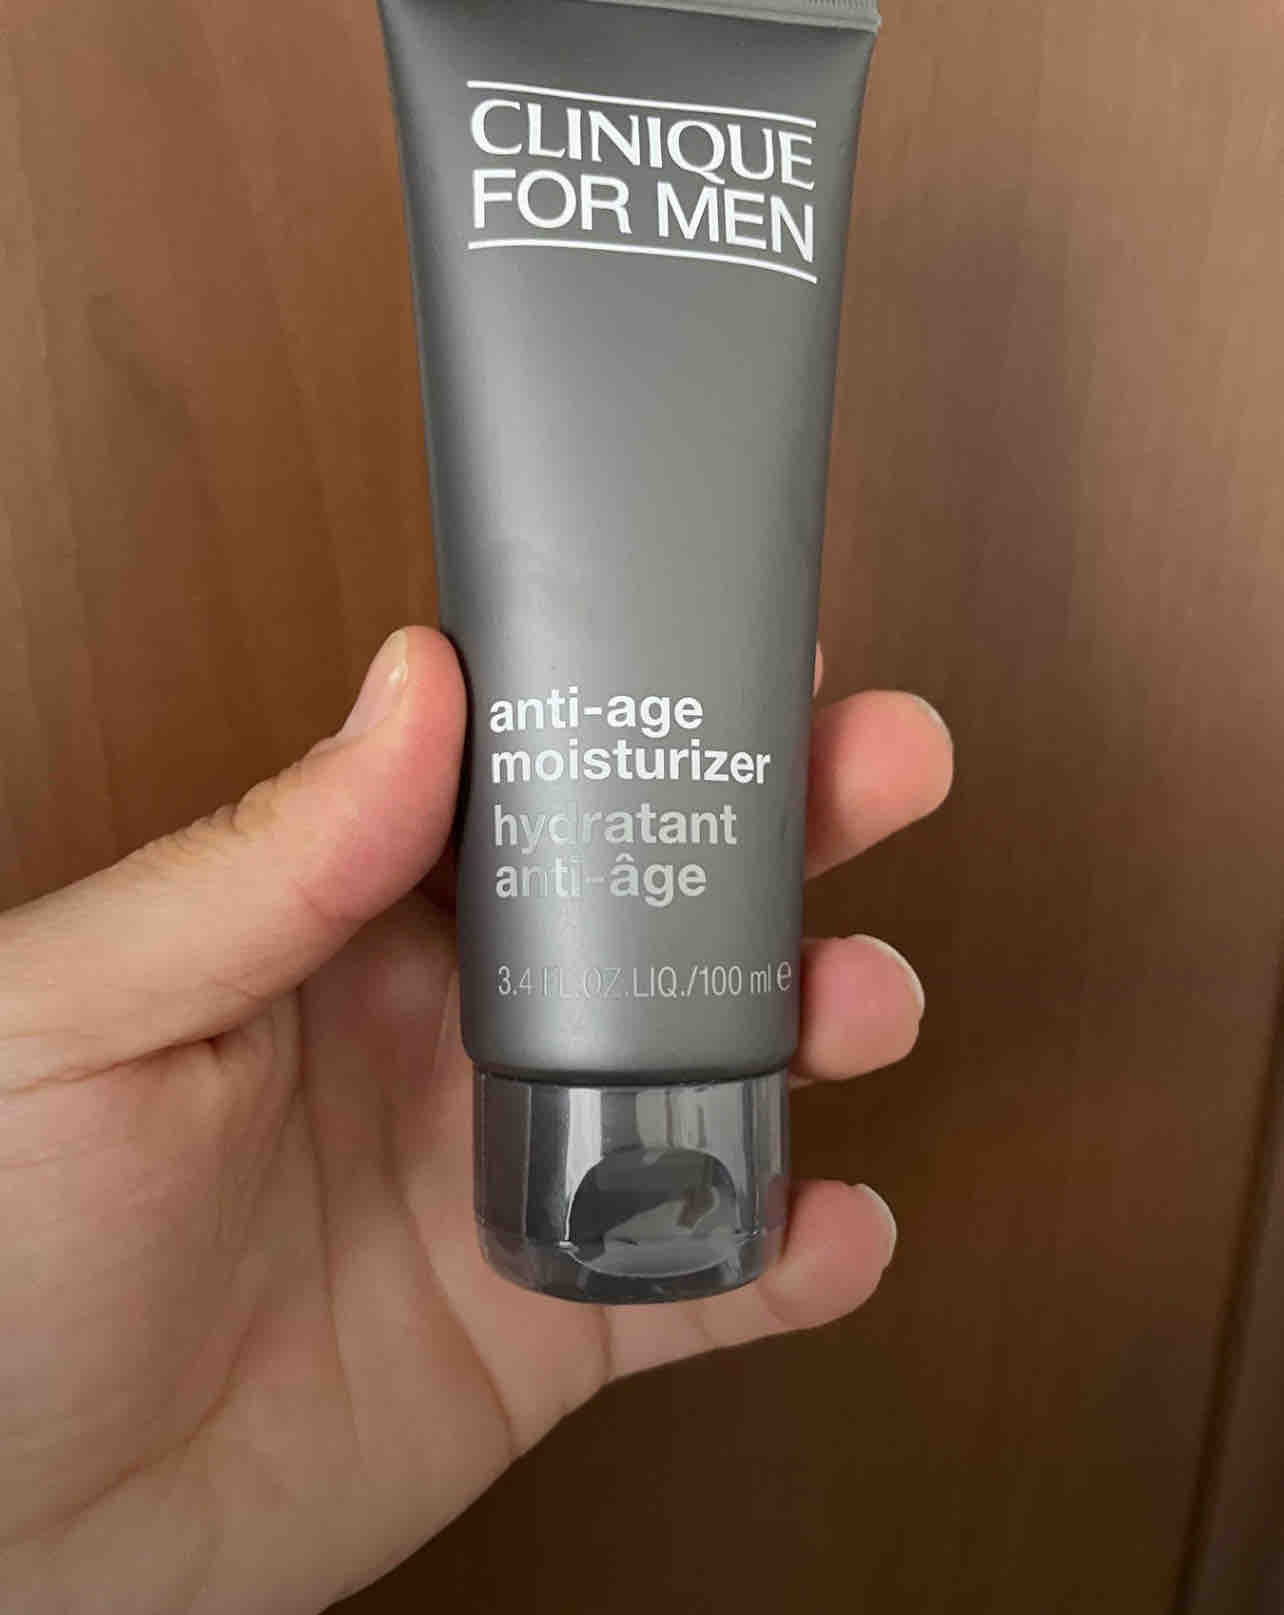 CLINIQUE
FOR MEN
anti-age
moisturizer
hydratant
anti-âge
3.4 FL.OZ.LIQ./100 ml ℮